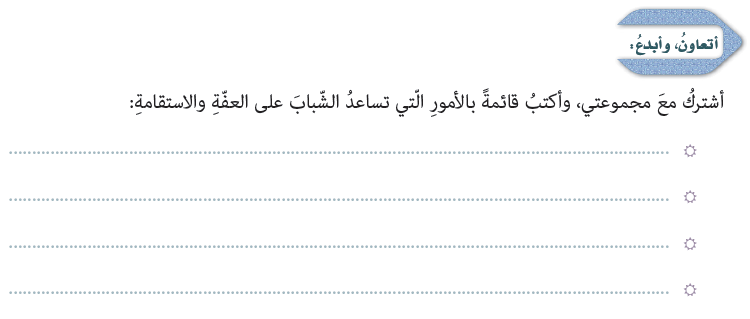 أتعاونُ، وأبدعُ:
أشتركُ معَ مجموعتي، وأكتبُ قائمةً بالأمورِ الّتي تساعدُ الشّبابَ على العفّةِ والاستقامةِ: